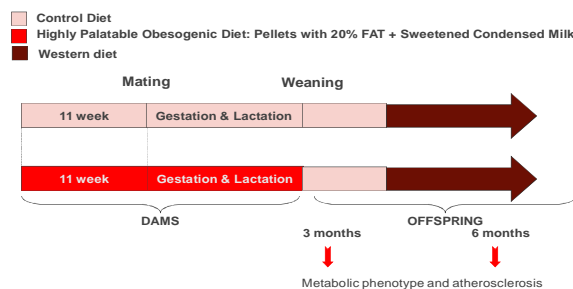 Control Diet
Highly Palatable Obesogenic Diet: Pellets with 20% FAT + Sweetened Condensed Milk
Western diet
Mating Weaning
11 week Gestation & Lactation
11 week Gestation & Lactation
DAMS OFFSPRING
3 months 6 months
Metabolic phenotype and atherosclerosis